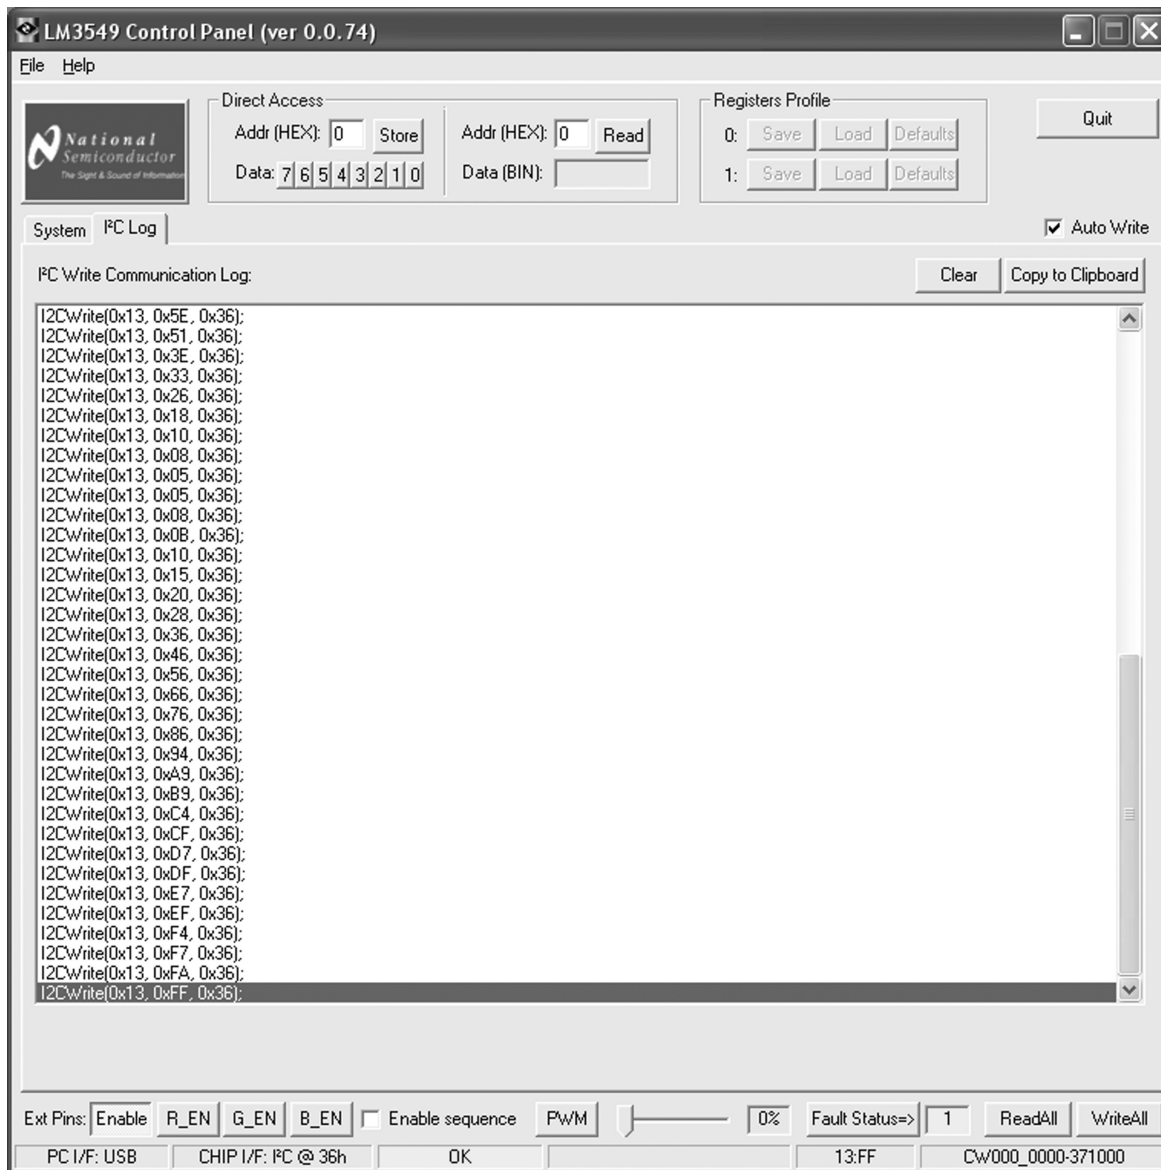 LM3549 Control Panel (ver 0.0.74)
File Help
National
Semiconductor
The Sight & Sound of Information
Direct Access
Addr (HEX): 0 Store
Data: 7 6 5 4 3 2 1 0
Addr (HEX): 0 Read
Data (BIN):
Registers Profile
0: Save Load Defaults
1: Save Load Defaults
Quit
System I²C Log
Auto Write
I²C Write Communication Log:
Clear Copy to Clipboard
I2CWrite(0x13, 0x5E, 0x36);
I2CWrite(0x13, 0x51, 0x36);
I2CWrite(0x13, 0x3E, 0x36);
I2CWrite(0x13, 0x33, 0x36);
I2CWrite(0x13, 0x26, 0x36);
I2CWrite(0x13, 0x18, 0x36);
I2CWrite(0x13, 0x10, 0x36);
I2CWrite(0x13, 0x08, 0x36);
I2CWrite(0x13, 0x05, 0x36);
I2CWrite(0x13, 0x05, 0x36);
I2CWrite(0x13, 0x08, 0x36);
I2CWrite(0x13, 0x0B, 0x36);
I2CWrite(0x13, 0x10, 0x36);
I2CWrite(0x13, 0x15, 0x36);
I2CWrite(0x13, 0x20, 0x36);
I2CWrite(0x13, 0x28, 0x36);
I2CWrite(0x13, 0x36, 0x36);
I2CWrite(0x13, 0x46, 0x36);
I2CWrite(0x13, 0x56, 0x36);
I2CWrite(0x13, 0x66, 0x36);
I2CWrite(0x13, 0x76, 0x36);
I2CWrite(0x13, 0x86, 0x36);
I2CWrite(0x13, 0x94, 0x36);
I2CWrite(0x13, 0xA9, 0x36);
I2CWrite(0x13, 0xB9, 0x36);
I2CWrite(0x13, 0xC4, 0x36);
I2CWrite(0x13, 0xCF, 0x36);
I2CWrite(0x13, 0xD7, 0x36);
I2CWrite(0x13, 0xDF, 0x36);
I2CWrite(0x13, 0xE7, 0x36);
I2CWrite(0x13, 0xEF, 0x36);
I2CWrite(0x13, 0xF4, 0x36);
I2CWrite(0x13, 0xF7, 0x36);
I2CWrite(0x13, 0xFA, 0x36);
I2CWrite(0x13, 0xFF, 0x36);
Ext Pins: Enable R_EN G_EN B_EN Enable sequence PWM 0% Fault Status=> 1 ReadAll WriteAll
PC I/F: USB CHIP I/F: I²C @ 36h OK 13:FF CW000_0000-371000